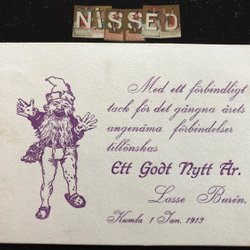 NISSED
Med ett förbindligt
tack för det gångna årets
angenäma förbindelser
tillönskas
Ett Godt Nytt År.
Lasse Burén.
Kumla 1 Jan. 1913